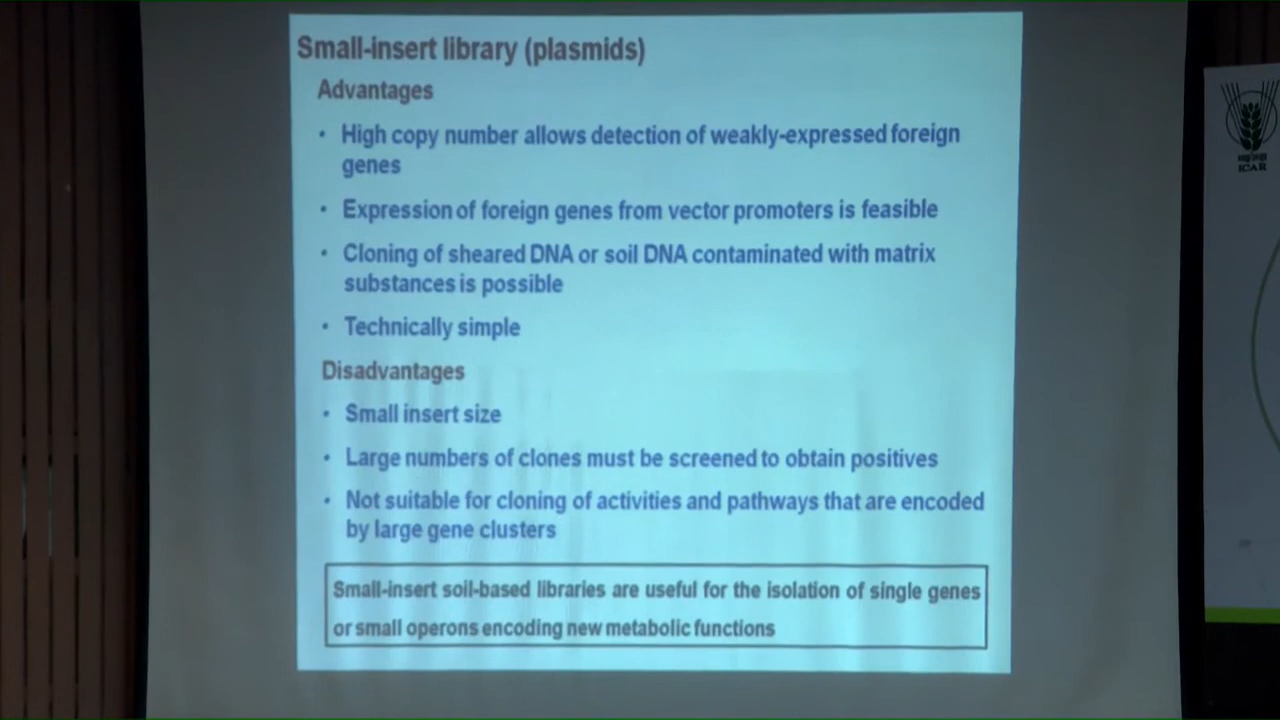 Small-insert library (plasmids)
Advantages
• High copy number allows detection of weakly-expressed foreign
genes
• Expression of foreign genes from vector promoters is feasible
• Cloning of sheared DNA or soil DNA contaminated with matrix
substances is possible
• Technically simple
Disadvantages
• Small insert size
• Large numbers of clones must be screened to obtain positives
• Not suitable for cloning of activities and pathways that are encoded
by large gene clusters
Small-insert soil-based libraries are useful for the isolation of single genes
or small operons encoding new metabolic functions
ICAR